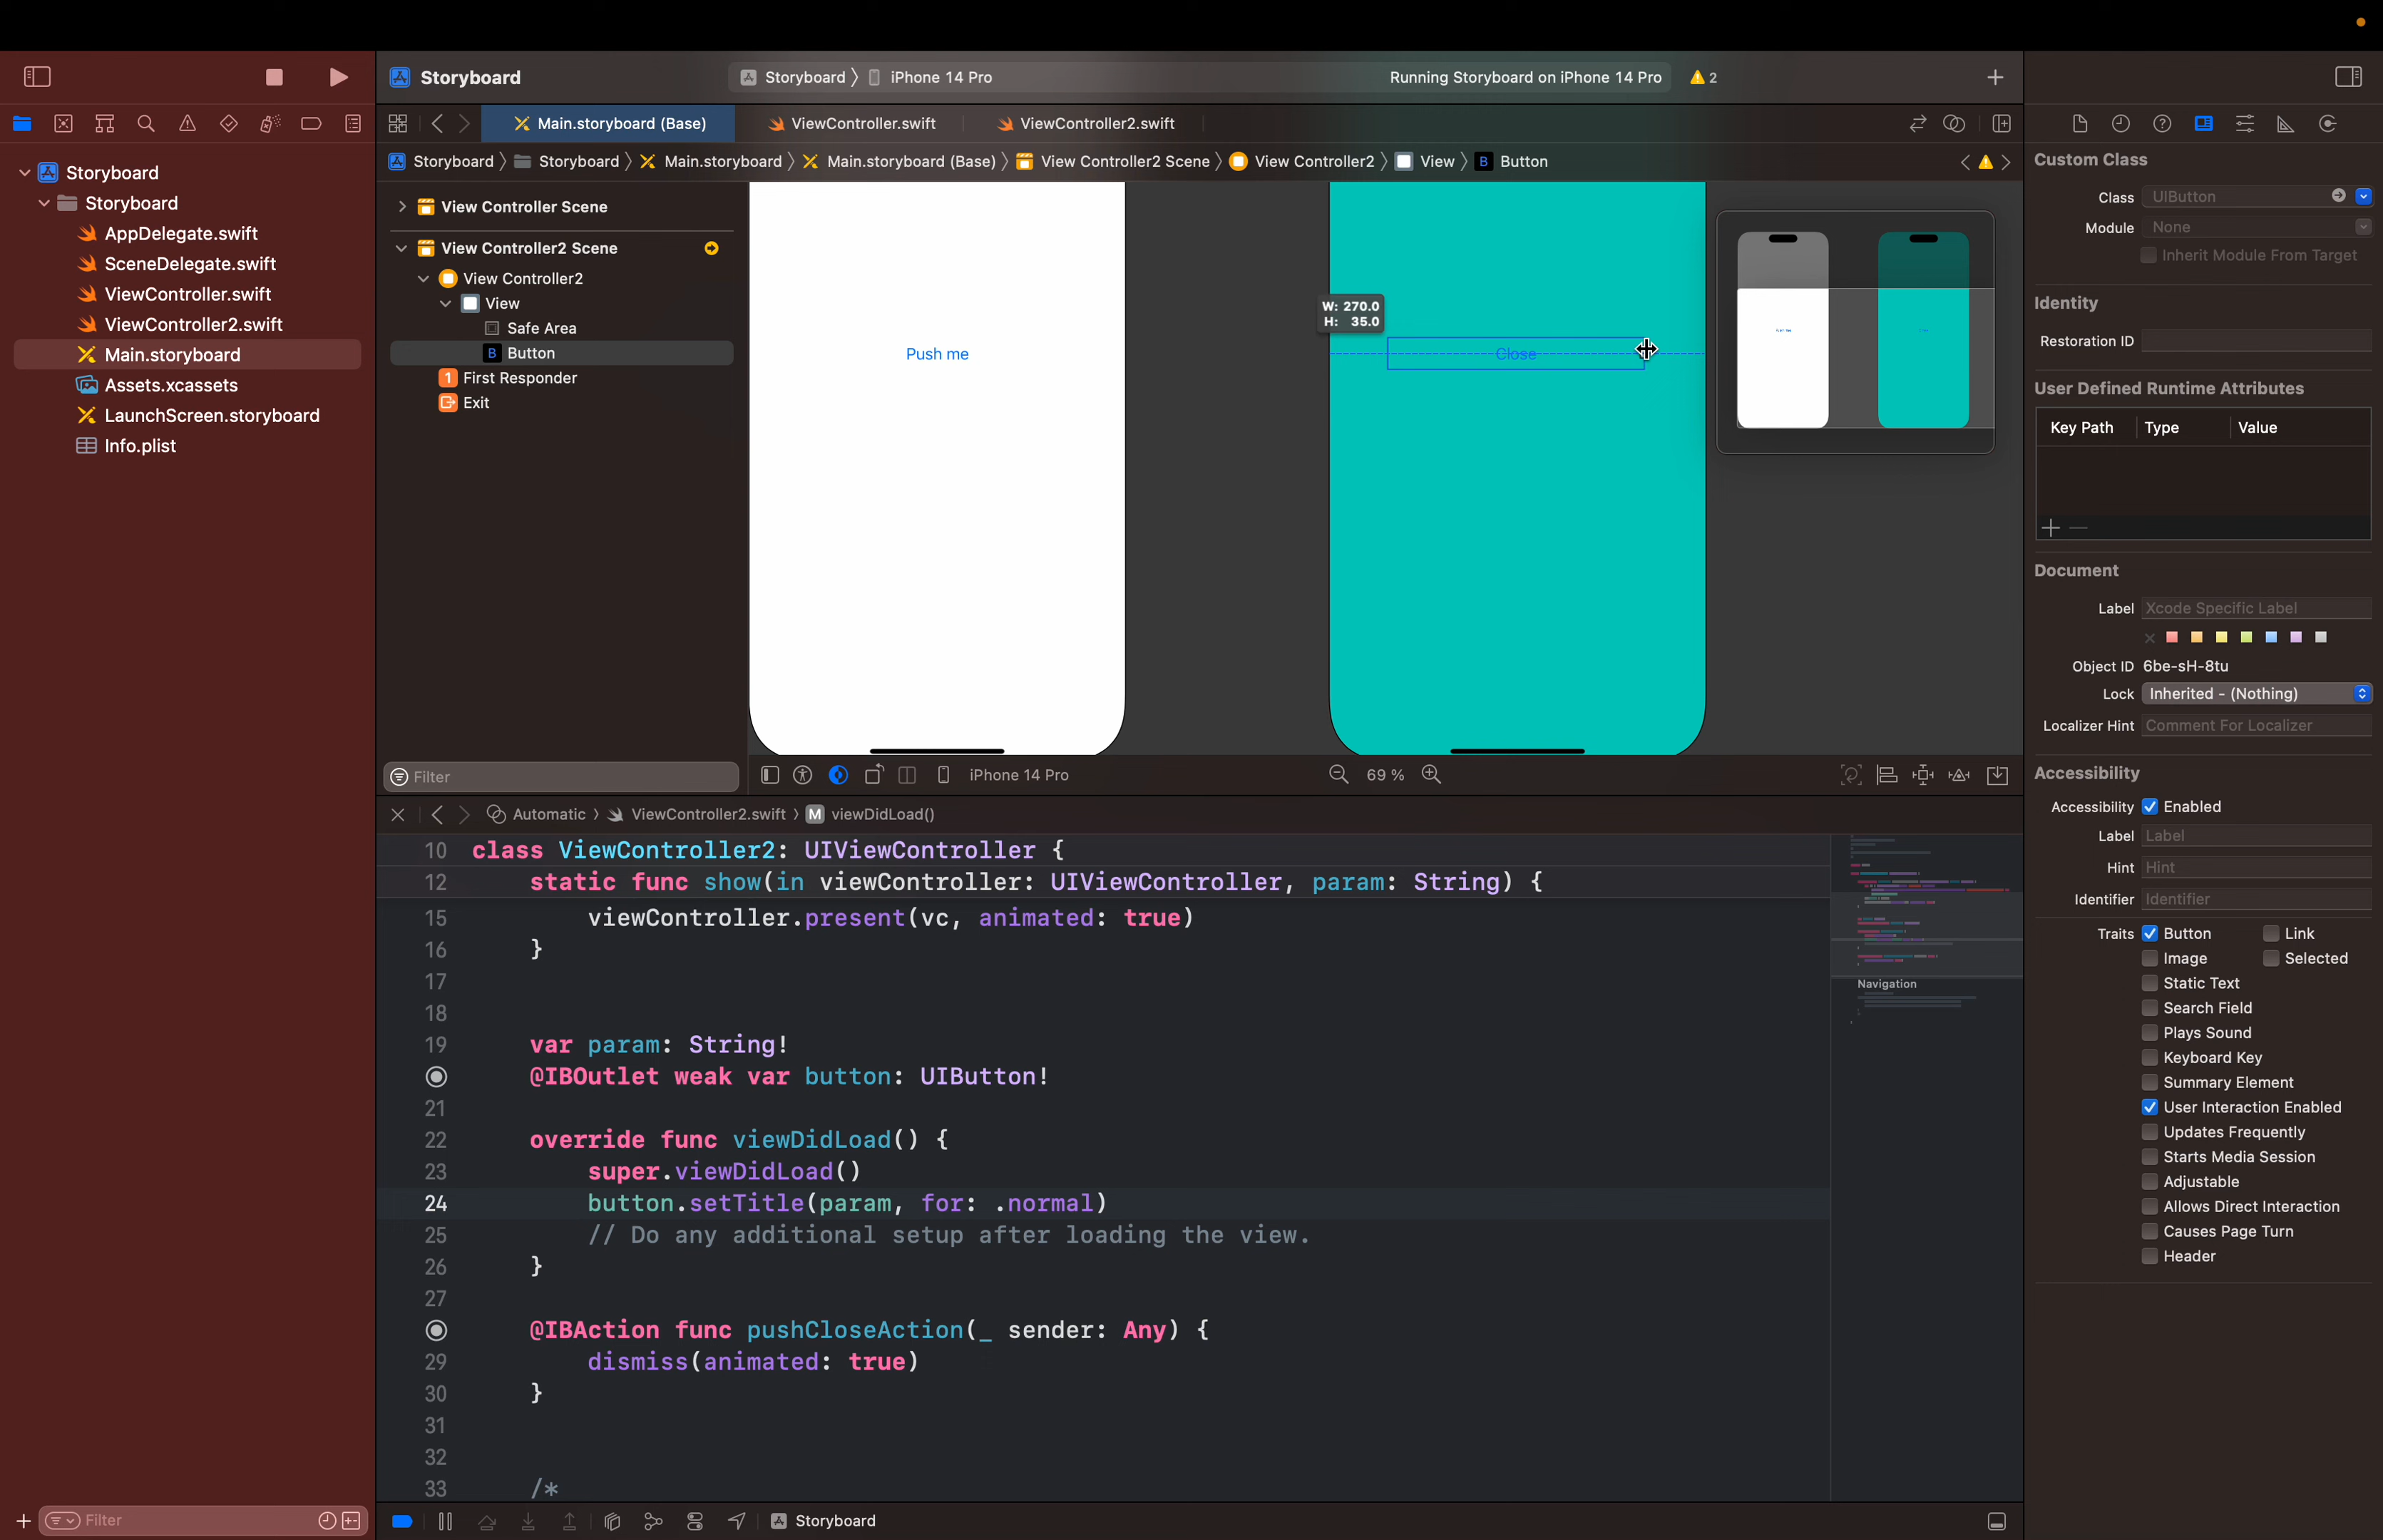 Storyboard
Storyboard
iPhone 14 Pro
Running Storyboard on iPhone 14 Pro
2
Main.storyboard (Base)
ViewController.swift
ViewController2.swift
Storyboard
Storyboard
Main.storyboard
Main.storyboard (Base)
View Controller2 Scene
View Controller2
View
B Button
Storyboard
Storyboard
AppDelegate.swift
SceneDelegate.swift
ViewController.swift
ViewController2.swift
Main.storyboard
Assets.xcassets
LaunchScreen.storyboard
Info.plist
Filter
View Controller Scene
View Controller2 Scene
View Controller2
View
Safe Area
B Button
1 First Responder
Exit
Filter
Push me
W: 270.0
H: 35.0
Close
iPhone 14 Pro
69 %
Automatic
ViewController2.swift
M viewDidLoad()
10 class ViewController2: UIViewController {
12 static func show(in viewController: UIViewController, param: String) {
15 viewController.present(vc, animated: true)
16 }
17
18
19 var param: String!
@IBOutlet weak var button: UIButton!
21
22 override func viewDidLoad() {
23 super.viewDidLoad()
24 button.setTitle(param, for: .normal)
25 // Do any additional setup after loading the view.
26 }
27
@IBAction func pushCloseAction(_ sender: Any) {
29 dismiss(animated: true)
30 }
31
32
33 /*
Navigation
Storyboard
Custom Class
Class UIButton
Module None
Inherit Module From Target
Identity
Restoration ID
User Defined Runtime Attributes
Key Path Type Value
Document
Label Xcode Specific Label
Object ID 6be-sH-8tu
Lock Inherited - (Nothing)
Localizer Hint Comment For Localizer
Accessibility
Accessibility Enabled
Label Label
Hint Hint
Identifier Identifier
Traits Button Link
Image Selected
Static Text
Search Field
Plays Sound
Keyboard Key
Summary Element
User Interaction Enabled
Updates Frequently
Starts Media Session
Adjustable
Allows Direct Interaction
Causes Page Turn
Header